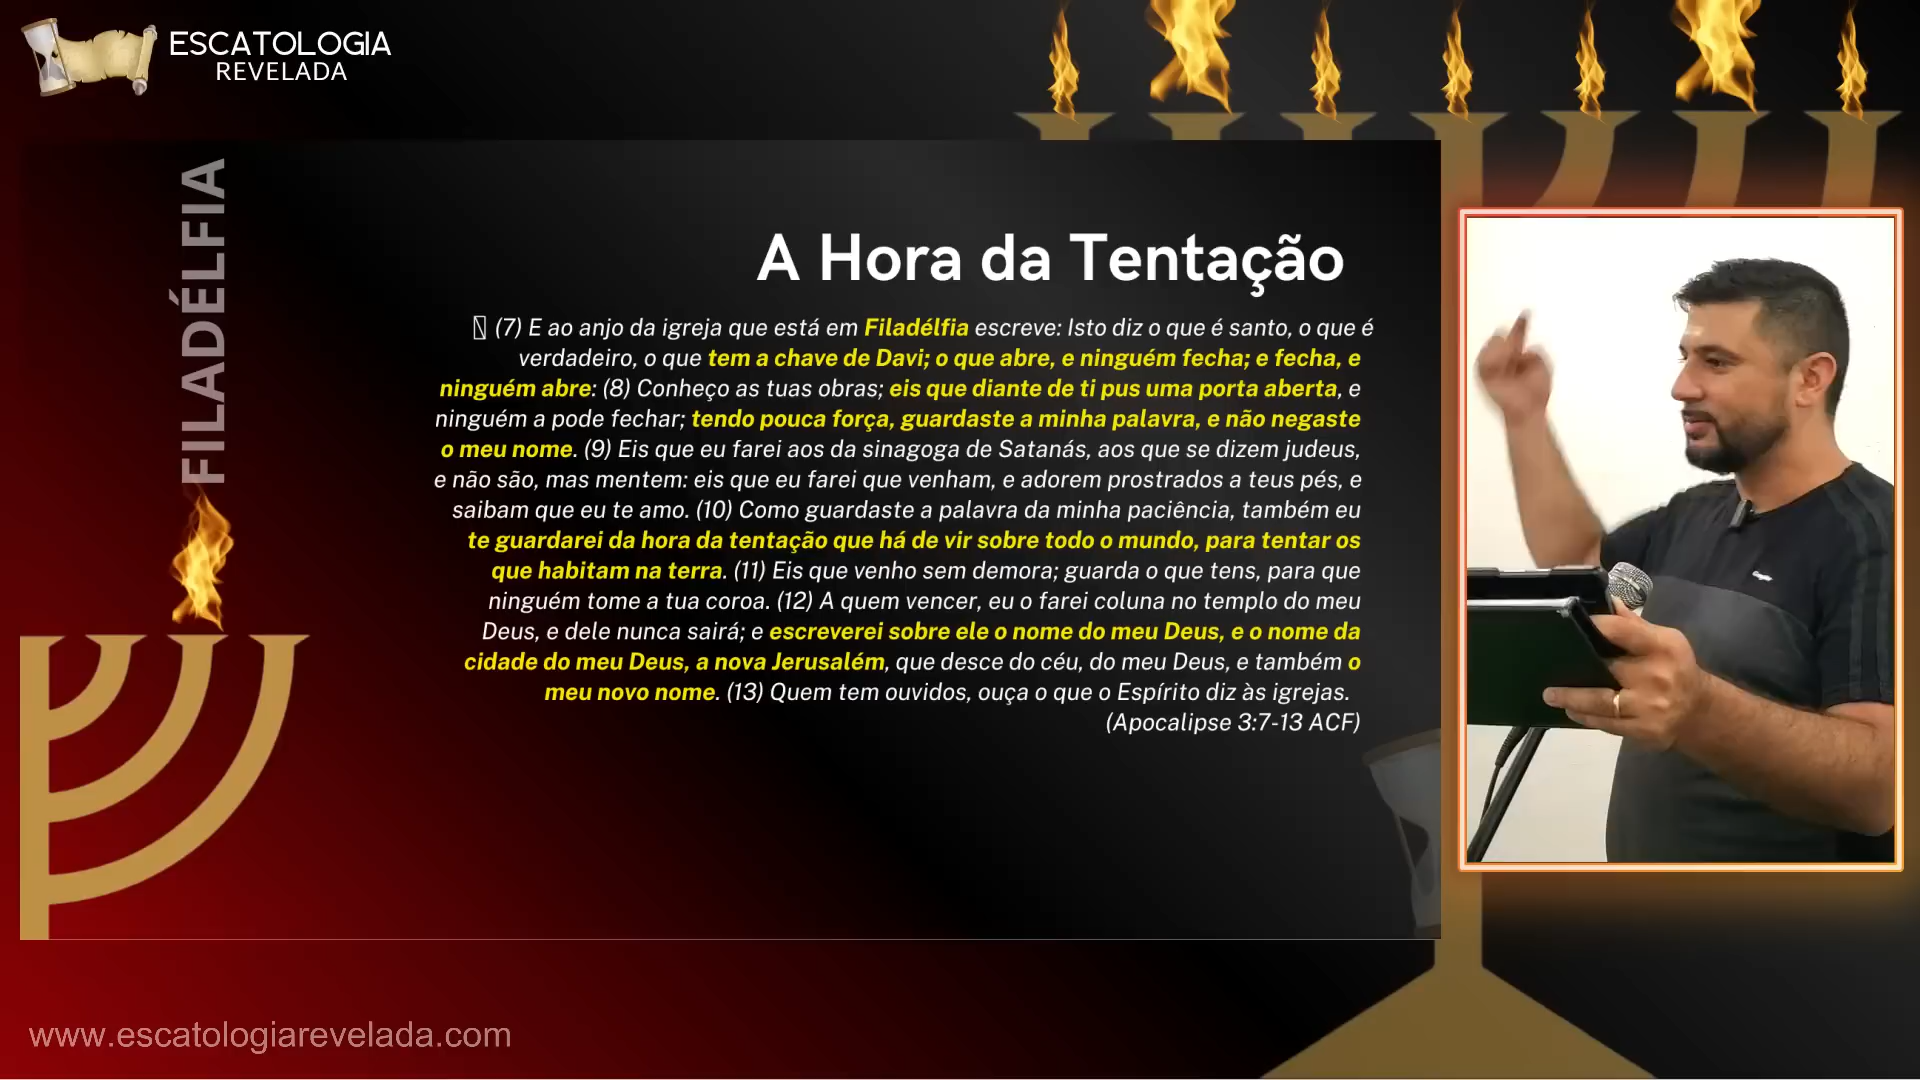 ESCATOLOGIA
REVELADA
FILADÉLFIA
A Hora da Tentação
(7) E ao anjo da igreja que está em Filadélfia escreve: Isto diz o que é santo, o que é
verdadeiro, o que tem a chave de Davi; o que abre, e ninguém fecha; e fecha, e
ninguém abre: (8) Conheço as tuas obras; eis que diante de ti pus uma porta aberta, e
ninguém a pode fechar; tendo pouca força, guardaste a minha palavra, e não negaste
o meu nome. (9) Eis que eu farei aos da sinagoga de Satanás, aos que se dizem judeus,
e não são, mas mentem: eis que eu farei que venham, e adorem prostrados a teus pés, e
saibam que eu te amo. (10) Como guardaste a palavra da minha paciência, também eu
te guardarei da hora da tentação que há de vir sobre todo o mundo, para tentar os
que habitam na terra. (11) Eis que venho sem demora; guarda o que tens, para que
ninguém tome a tua coroa. (12) A quem vencer, eu o farei coluna no templo do meu
Deus, e dele nunca sairá; e escreverei sobre ele o nome do meu Deus, e o nome da
cidade do meu Deus, a nova Jerusalém, que desce do céu, do meu Deus, e também o
meu novo nome. (13) Quem tem ouvidos, ouça o que o Espírito diz às igrejas.
(Apocalipse 3:7-13 ACF)
www.escatologiarevelada.com